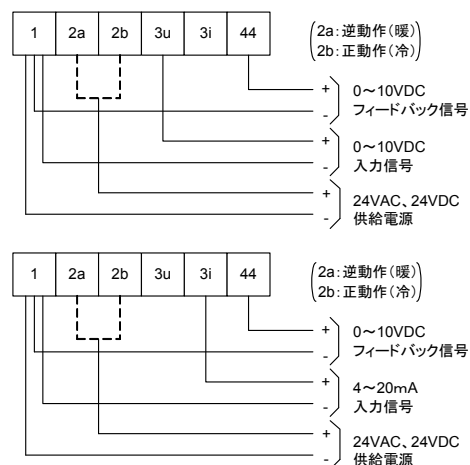 1 2a 2b 3u 3i 44
2a:逆動作(暖)
2b:正動作(冷)
+
0～10VDC
-
フィードバック信号
+
0～10VDC
-
入力信号
+
24VAC、24VDC
-
供給電源
1 2a 2b 3u 3i 44
2a:逆動作(暖)
2b:正動作(冷)
+
0～10VDC
-
フィードバック信号
+
4～20mA
-
入力信号
+
24VAC、24VDC
-
供給電源